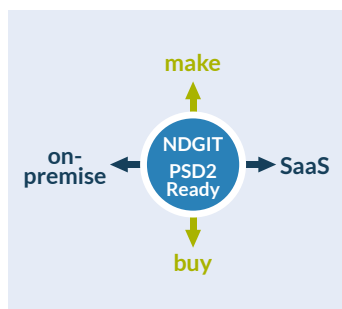 make
NDGIT
PSD2
Ready
on-
premise
SaaS
buy